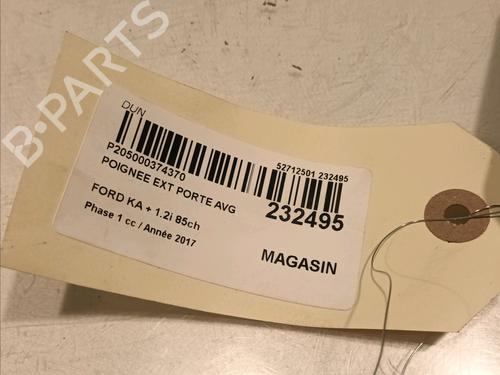 DUN
P205000374370
52712501 232495
POIGNEE EXT PORTE AVG
232495
FORD KA + 1.2i 85ch
Phase 1 cc / Année 2017
MAGASIN
B-PARTS